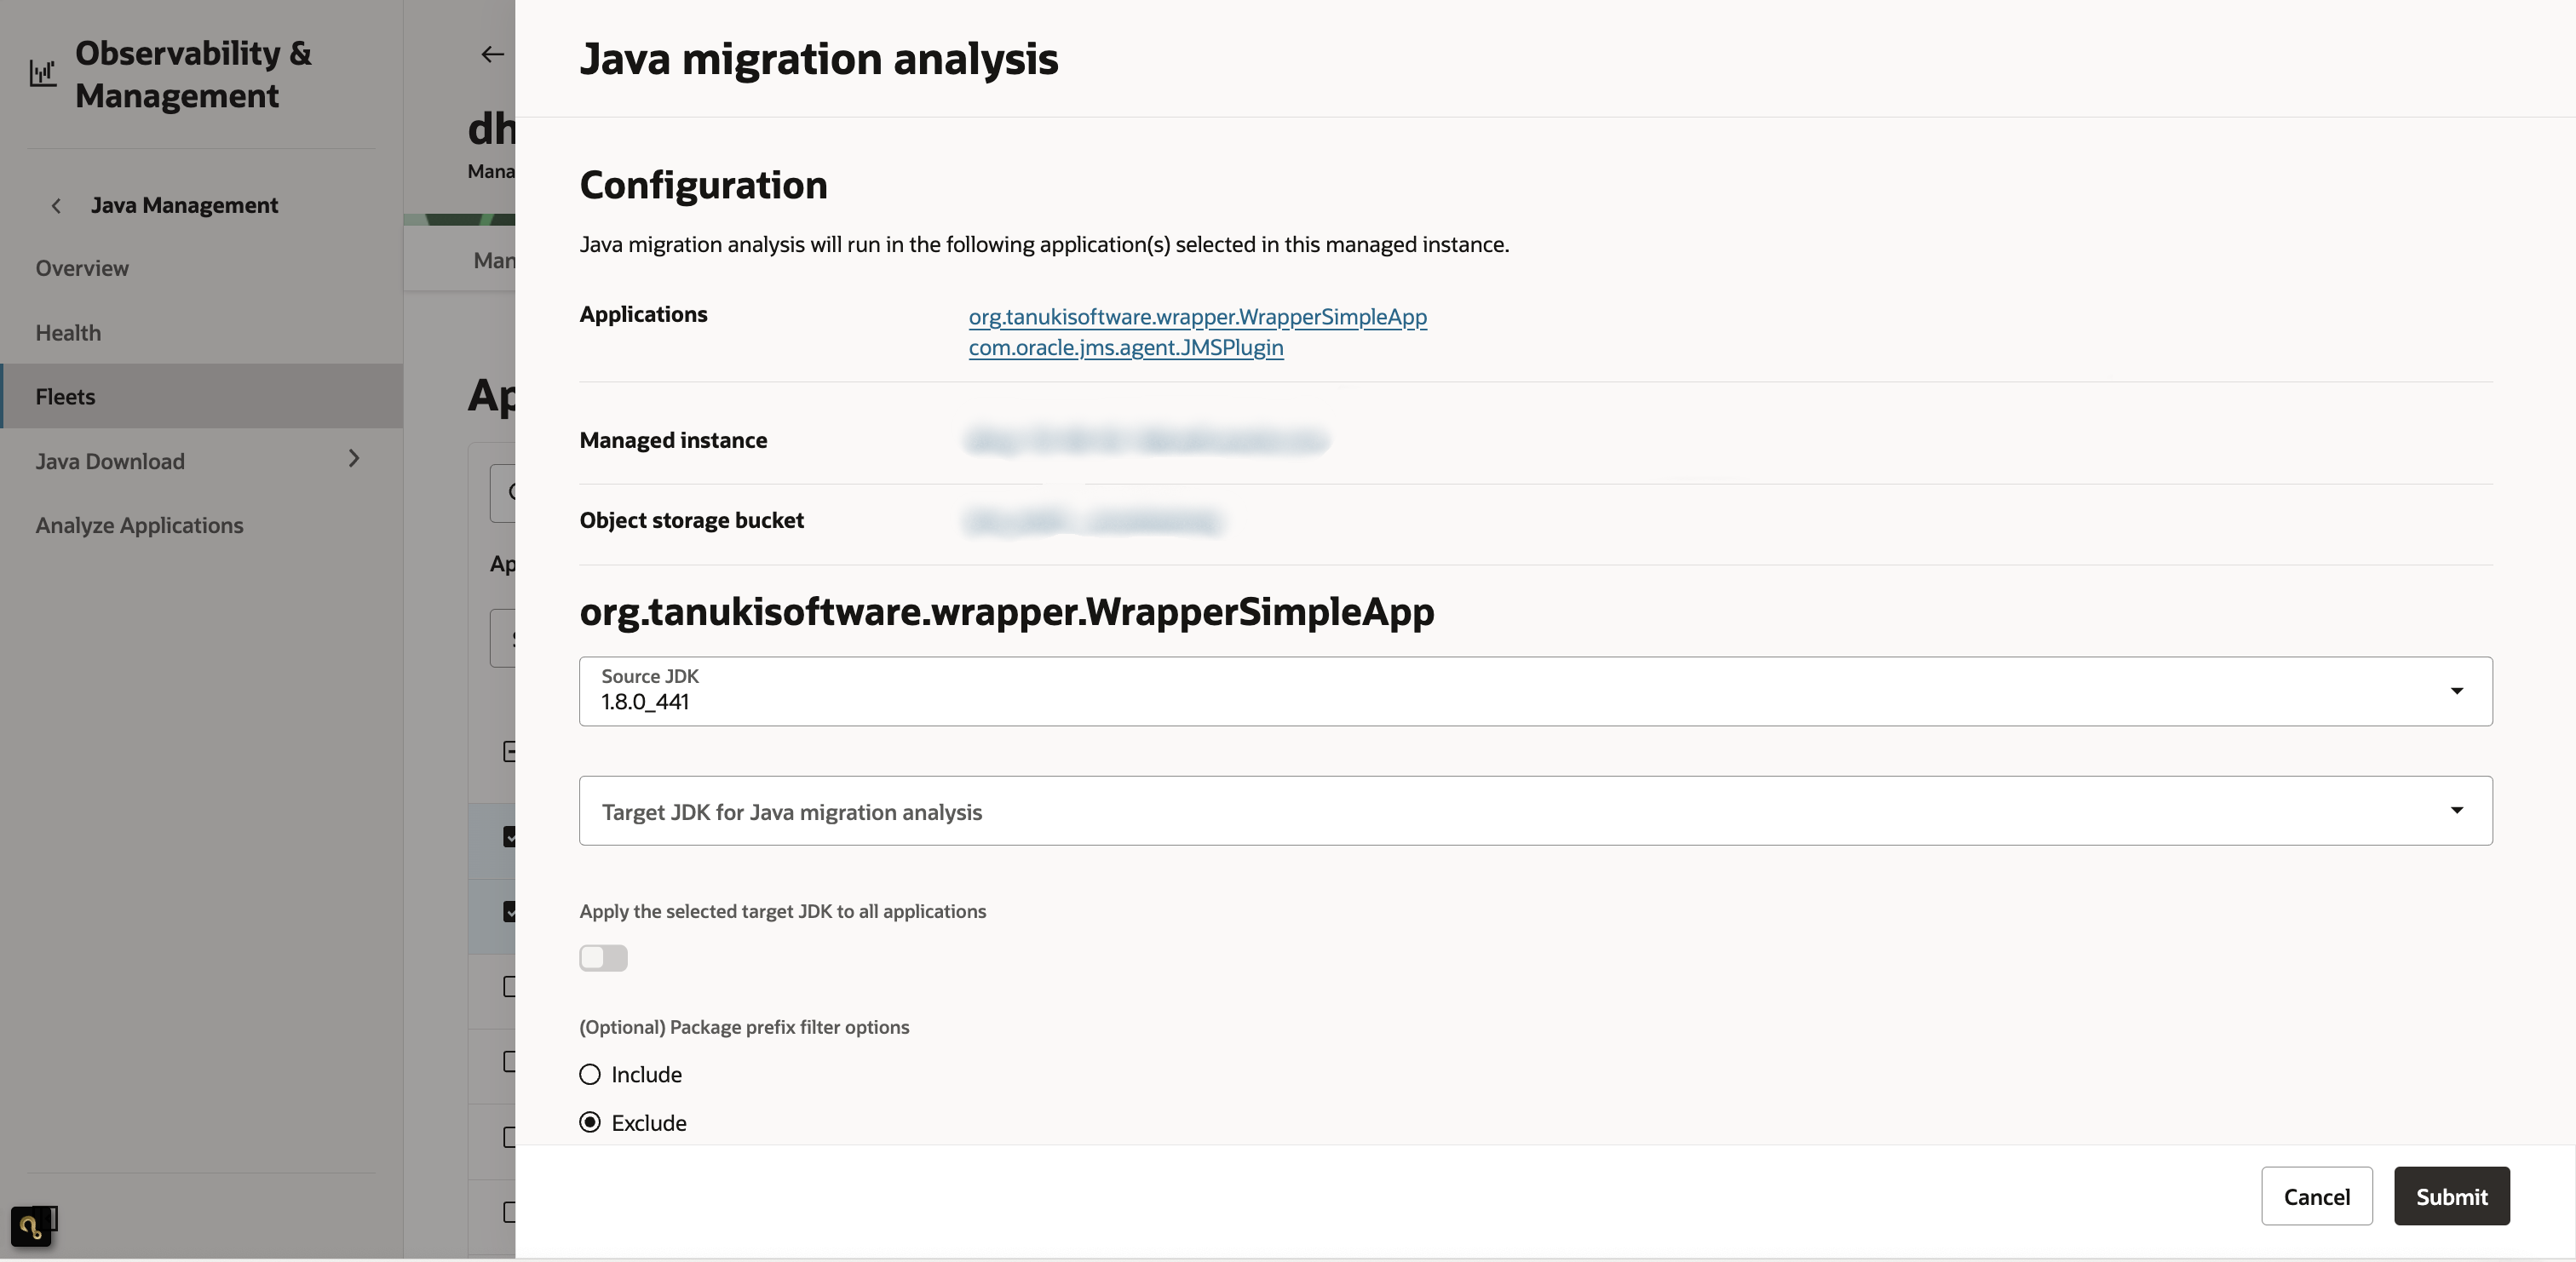 Observability &
Management
Java Management
Overview
Health
Fleets
Java Download
Analyze Applications
dh
Mana
Man
Ap
Ap
Java migration analysis
Configuration
Java migration analysis will run in the following application(s) selected in this managed instance.
Applications
org.tanukisoftware.wrapper.WrapperSimpleApp
com.oracle.jms.agent.JMSPlugin
Managed instance
Object storage bucket
org.tanukisoftware.wrapper.WrapperSimpleApp
Source JDK
1.8.0_441
Target JDK for Java migration analysis
Apply the selected target JDK to all applications
(Optional) Package prefix filter options
Include
Exclude
Cancel
Submit